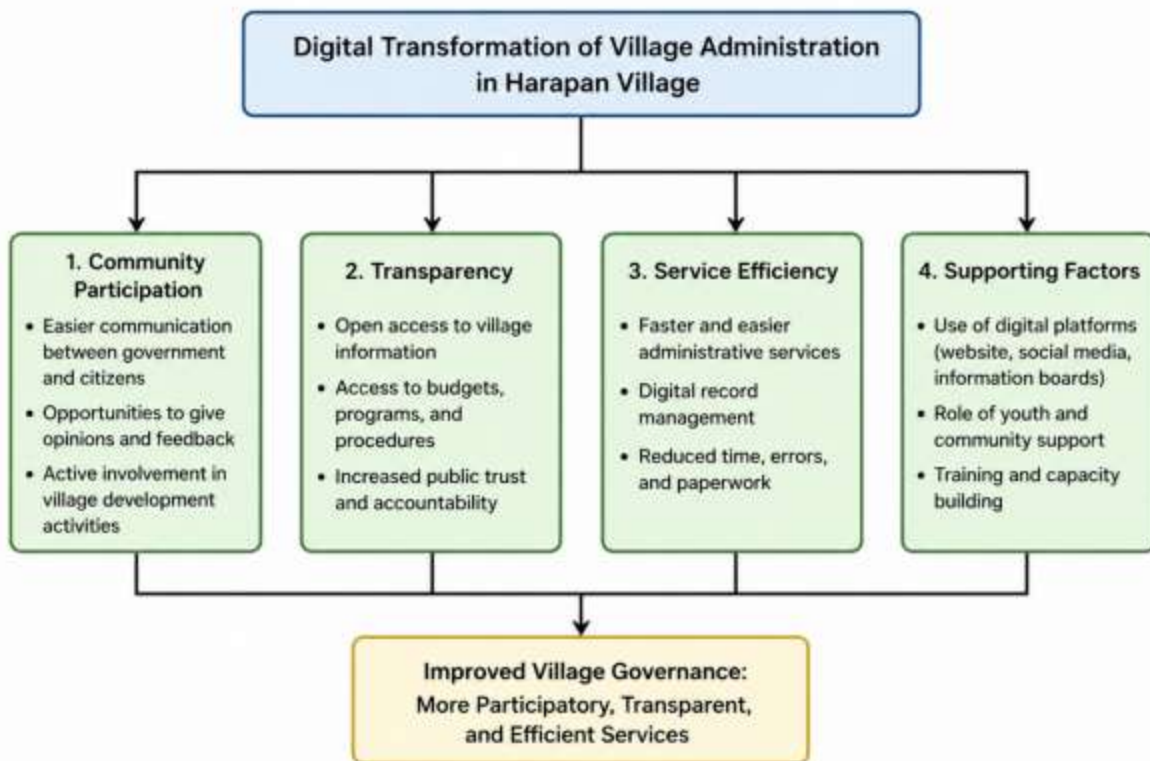 Digital Transformation of Village Administration
in Harapan Village
1. Community
Participation
• Easier communication
between government
and citizens
• Opportunities to give
opinions and feedback
• Active involvement in
village development
activities
2. Transparency
• Open access to village
information
• Access to budgets,
programs, and
procedures
• Increased public trust
and accountability
3. Service Efficiency
• Faster and easier
administrative services
• Digital record
management
• Reduced time, errors,
and paperwork
4. Supporting Factors
• Use of digital platforms
(website, social media,
information boards)
• Role of youth and
community support
• Training and capacity
building
Improved Village Governance:
More Participatory, Transparent,
and Efficient Services